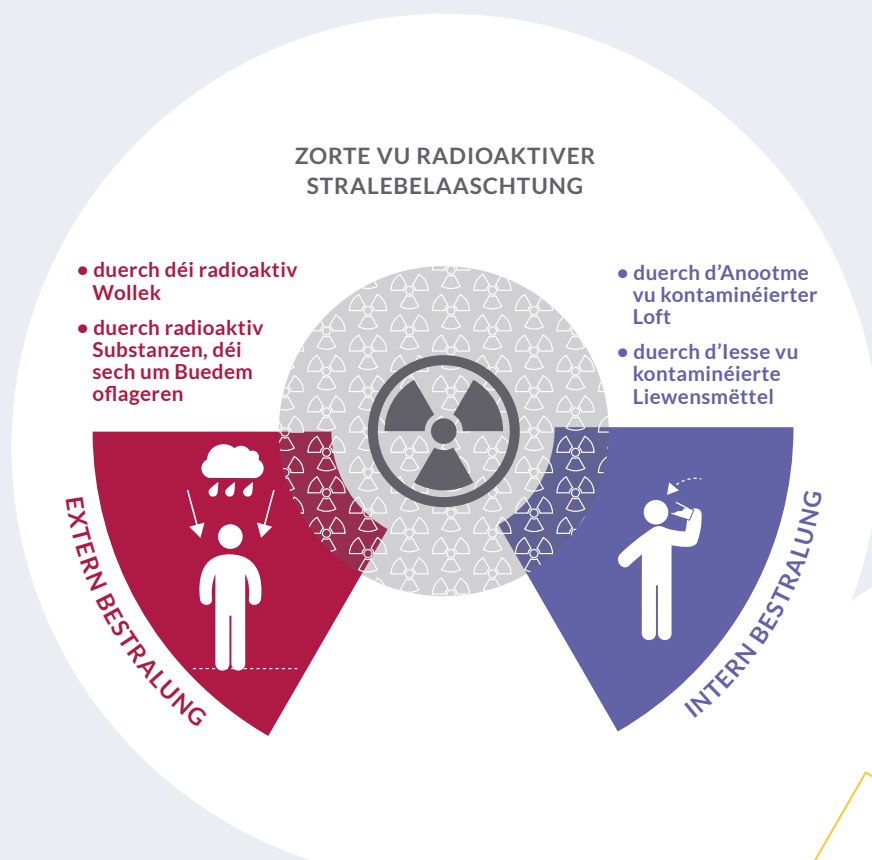 ZORTE VU RADIOAKTIVER
STRALEBELAASCHTUNG
• duerch déi radioaktiv
Wollek
• duerch radioaktiv
Substanzen, déi
sech um Buedem
oflageren
EXTERN BESTRALUNG
• duerch d'Anootme
vu kontaminéierter
Loft
• duerch d'Iesse vu
kontaminéierte
Liewensmëttel
INTERN BESTRALUNG